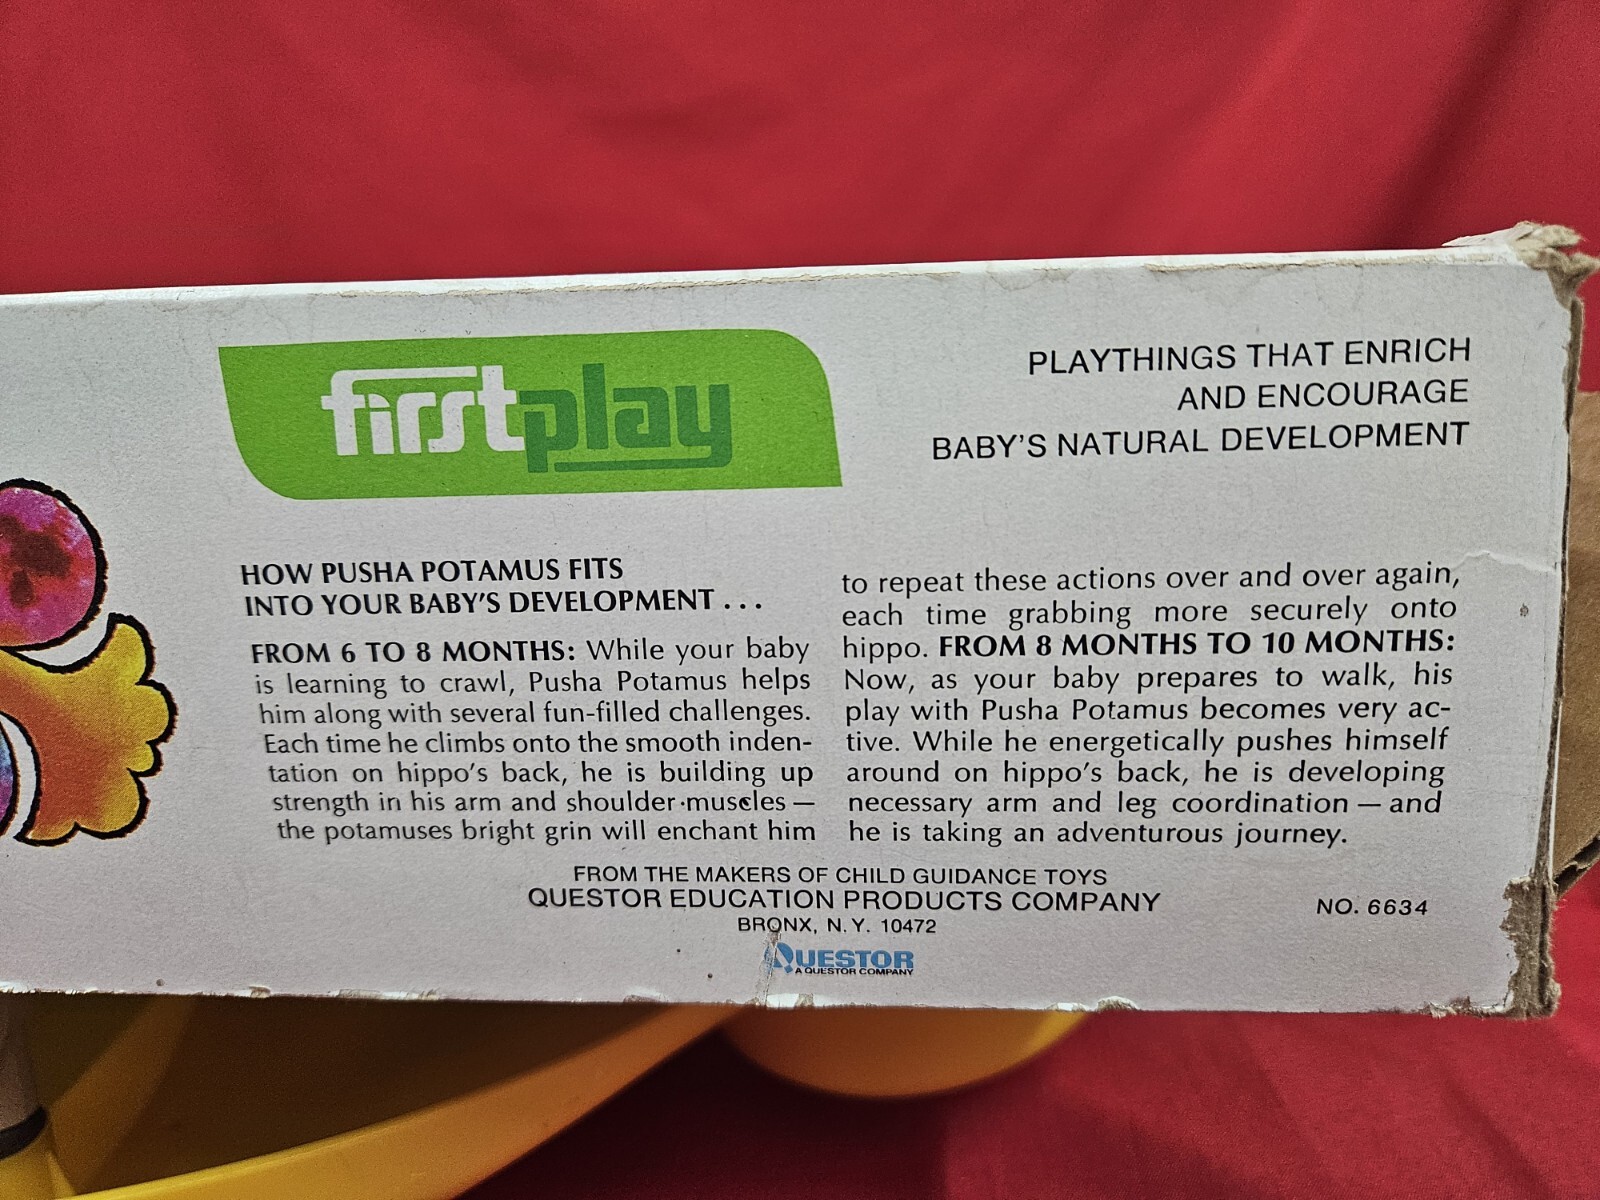 firstplay
PLAYTHINGS THAT ENRICH
AND ENCOURAGE
BABY'S NATURAL DEVELOPMENT
HOW PUSHA POTAMUS FITS
INTO YOUR BABY'S DEVELOPMENT . . .
FROM 6 TO 8 MONTHS: While your baby
is learning to crawl, Pusha Potamus helps
him along with several fun-filled challenges.
Each time he climbs onto the smooth inden-
tation on hippo's back, he is building up
strength in his arm and shoulder muscles —
the potamuses bright grin will enchant him
to repeat these actions over and over again,
each time grabbing more securely onto
hippo. FROM 8 MONTHS TO 10 MONTHS:
Now, as your baby prepares to walk, his
play with Pusha Potamus becomes very ac-
tive. While he energetically pushes himself
around on hippo's back, he is developing
necessary arm and leg coordination — and
he is taking an adventurous journey.
FROM THE MAKERS OF CHILD GUIDANCE TOYS
QUESTOR EDUCATION PRODUCTS COMPANY
BRONX, N.Y. 10472
NO. 6634
QUESTOR
A QUESTOR COMPANY